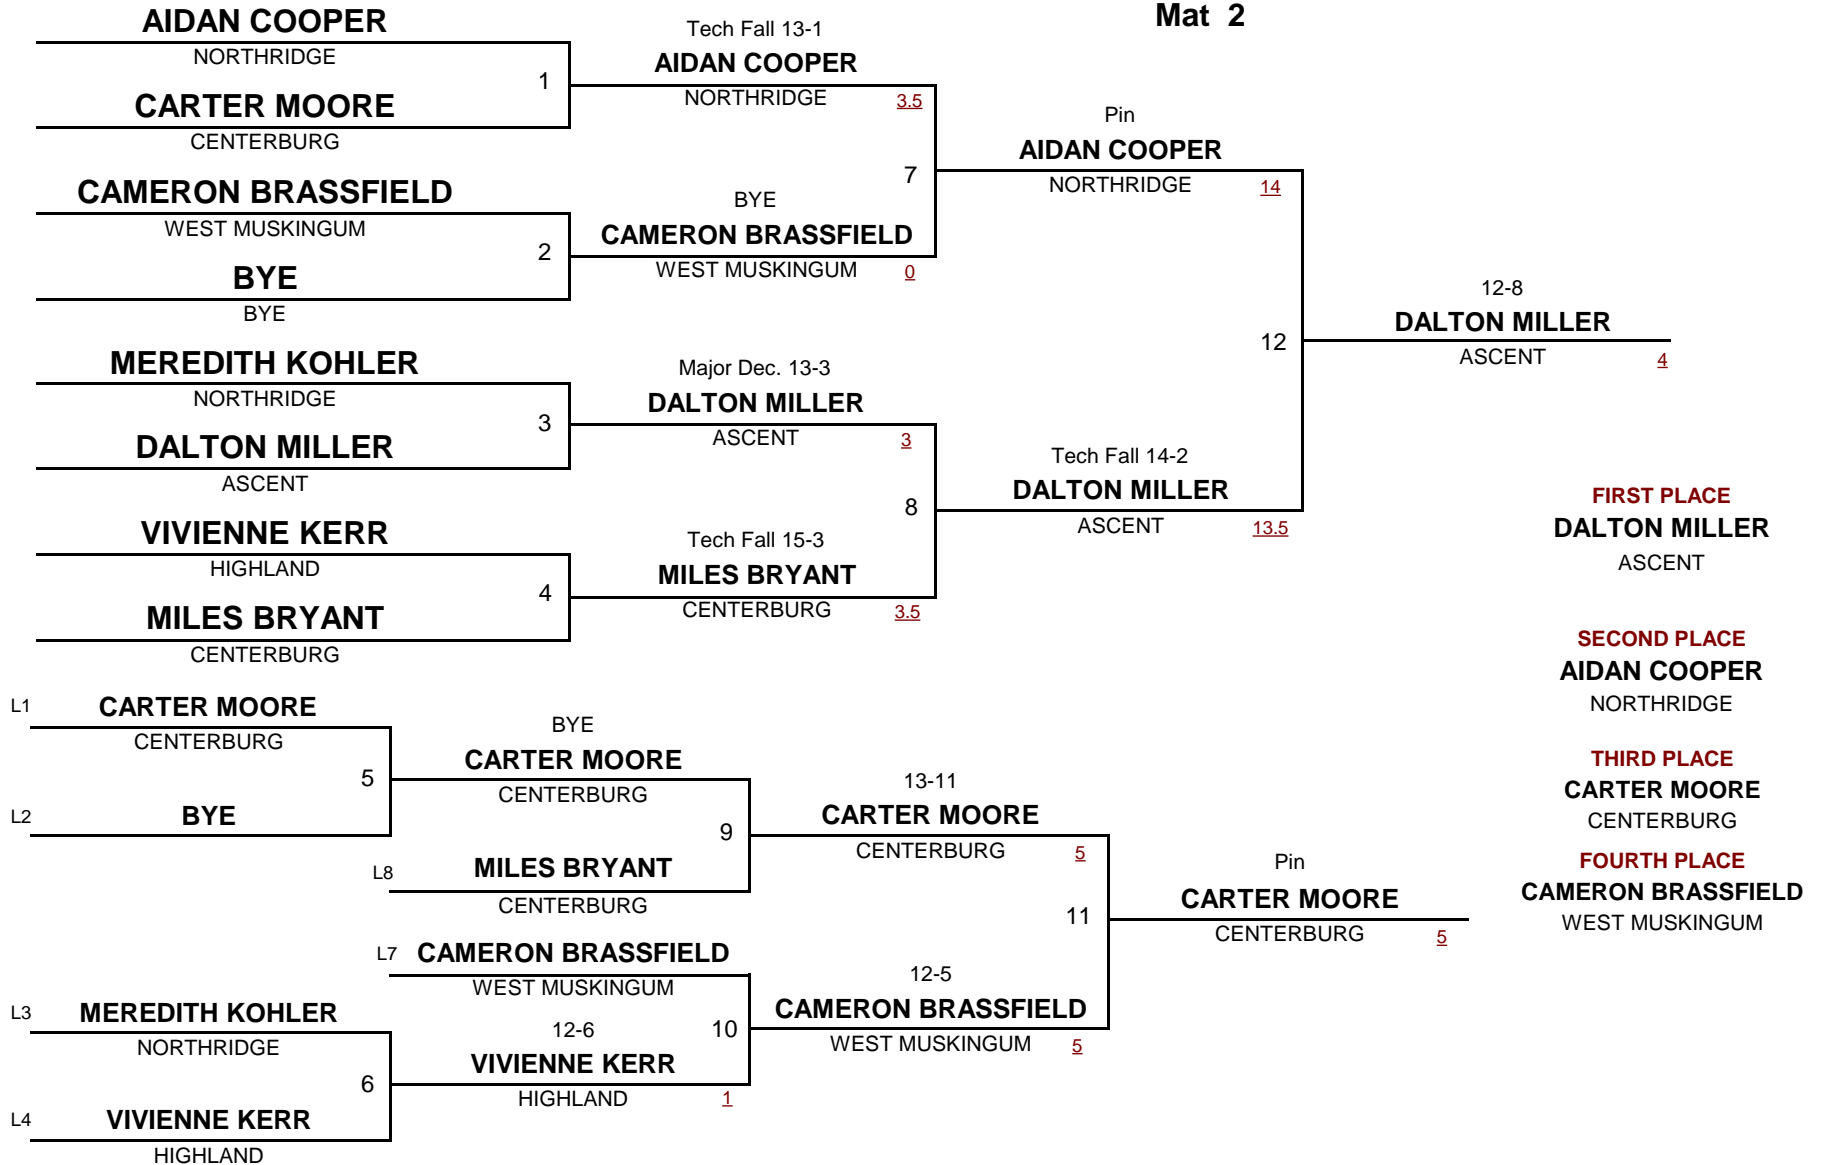 Mat 2
AIDAN COOPER
NORTHRIDGE
1
CARTER MOORE
CENTERBURG
CAMERON BRASSFIELD
WEST MUSKINGUM
2
BYE
BYE
MEREDITH KOHLER
NORTHRIDGE
3
DALTON MILLER
ASCENT
VIVIENNE KERR
HIGHLAND
4
MILES BRYANT
CENTERBURG
Tech Fall 13-1
AIDAN COOPER
NORTHRIDGE 3.5
7
BYE
CAMERON BRASSFIELD
WEST MUSKINGUM 0
Major Dec. 13-3
DALTON MILLER
ASCENT 3
8
Tech Fall 15-3
MILES BRYANT
CENTERBURG 3.5
Pin
AIDAN COOPER
NORTHRIDGE 14
12
Tech Fall 14-2
DALTON MILLER
ASCENT 13.5
12-8
DALTON MILLER
ASCENT 4
L1 CARTER MOORE
CENTERBURG
5
L2 BYE
L3 MEREDITH KOHLER
NORTHRIDGE
6
L4 VIVIENNE KERR
HIGHLAND
BYE
CARTER MOORE
CENTERBURG
9
L8 MILES BRYANT
CENTERBURG
L7 CAMERON BRASSFIELD
WEST MUSKINGUM
12-6 10
VIVIENNE KERR
HIGHLAND 1
13-11
CARTER MOORE
CENTERBURG 5
11
12-5
CAMERON BRASSFIELD
WEST MUSKINGUM 5
Pin
CARTER MOORE
CENTERBURG 5
FIRST PLACE
DALTON MILLER
ASCENT
SECOND PLACE
AIDAN COOPER
NORTHRIDGE
THIRD PLACE
CARTER MOORE
CENTERBURG
FOURTH PLACE
CAMERON BRASSFIELD
WEST MUSKINGUM